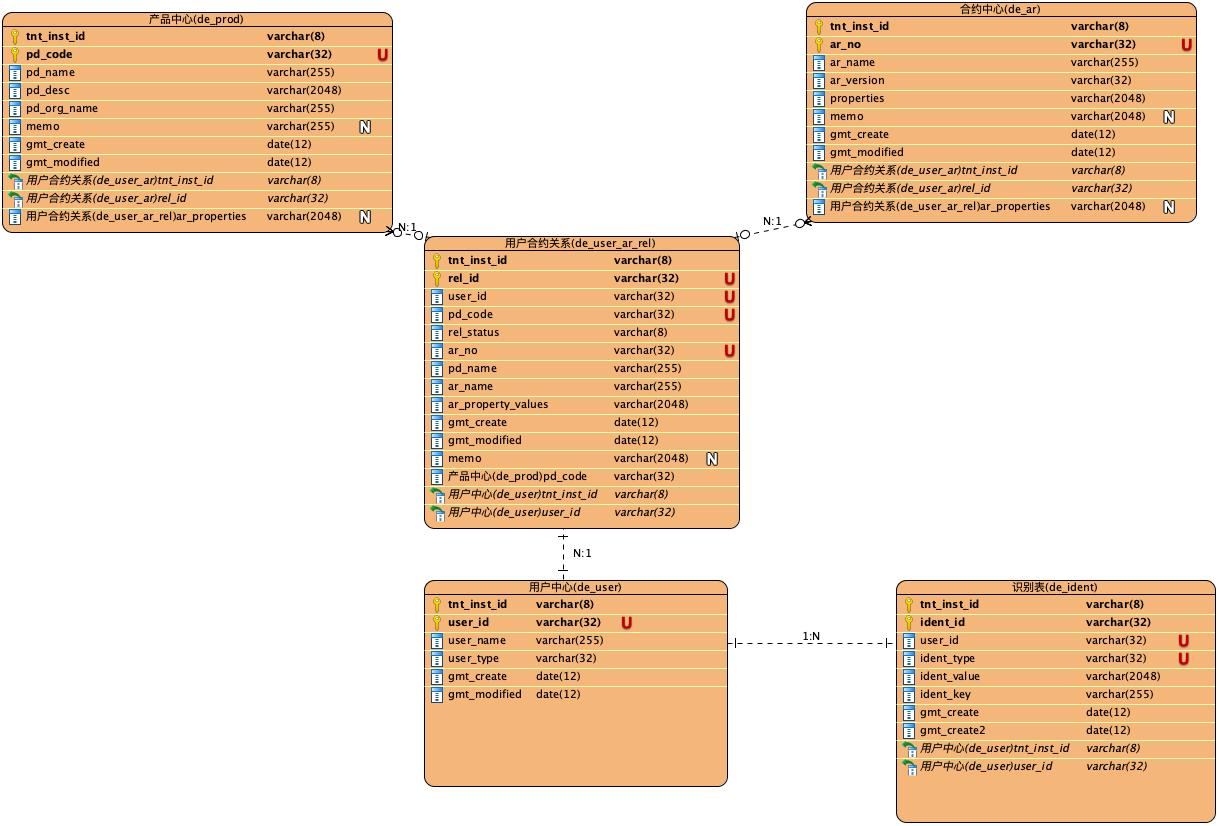 产品中心(de_prod)
tnt_inst_id varchar(8)
pd_code varchar(32) U
pd_name varchar(255)
pd_desc varchar(2048)
pd_org_name varchar(255)
memo varchar(255) N
gmt_create date(12)
gmt_modified date(12)
用户合约关系(de_user_ar)tnt_inst_id varchar(8)
用户合约关系(de_user_ar)rel_id varchar(32)
用户合约关系(de_user_ar_rel)ar_properties varchar(2048) N
合约中心(de_ar)
tnt_inst_id varchar(8)
ar_no varchar(32) U
ar_name varchar(255)
ar_version varchar(32)
properties varchar(2048)
memo varchar(2048) N
gmt_create date(12)
gmt_modified date(12)
用户合约关系(de_user_ar)tnt_inst_id varchar(8)
用户合约关系(de_user_ar)rel_id varchar(32)
用户合约关系(de_user_ar_rel)ar_properties varchar(2048) N
N:1
N:1
用户合约关系(de_user_ar_rel)
tnt_inst_id varchar(8)
rel_id varchar(32) U
user_id varchar(32) U
pd_code varchar(32) U
rel_status varchar(8)
ar_no varchar(32) U
pd_name varchar(255)
ar_name varchar(255)
ar_property_values varchar(2048)
gmt_create date(12)
gmt_modified date(12)
memo varchar(2048) N
产品中心(de_prod)pd_code varchar(32)
用户中心(de_user)tnt_inst_id varchar(8)
用户中心(de_user)user_id varchar(32)
N:1
用户中心(de_user)
tnt_inst_id varchar(8)
user_id varchar(32) U
user_name varchar(255)
user_type varchar(32)
gmt_create date(12)
gmt_modified date(12)
1:N
识别表(de_ident)
tnt_inst_id varchar(8)
ident_id varchar(32)
user_id varchar(32) U
ident_type varchar(32) U
ident_value varchar(2048)
ident_key varchar(255)
gmt_create date(12)
gmt_create2 date(12)
用户中心(de_user)tnt_inst_id varchar(8)
用户中心(de_user)user_id varchar(32)